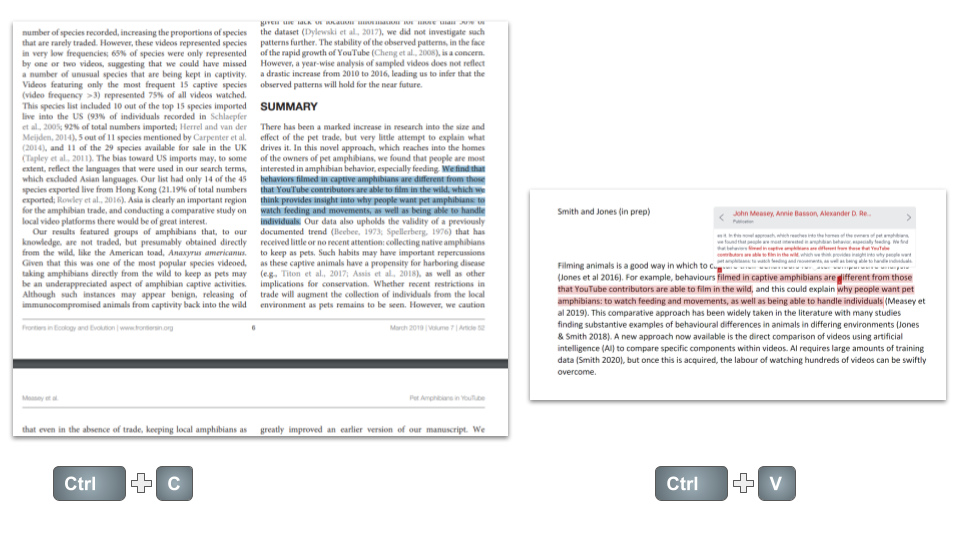 number of species recorded, increasing the proportions of species
that are rarely traded. However, these videos represented species
in very low frequencies; 65% of species were only represented
by one or two videos, suggesting that we could have missed
a number of unusual species that are being kept in captivity.
Videos featuring only the most frequent 15 captive species
(video frequency >3) represented 75% of all videos watched.
This species list included 10 out of the top 15 species imported
live into the US (93% of individuals recorded in Schlaepfer
et al., 2005; 92% of total numbers imported; Herrel and van der
Meijden, 2014), 5 out of 11 species mentioned by Carpenter et al.
(2014), and 11 of the 29 species available for sale in the UK
(Tapley et al., 2011). The bias toward US imports may, to some
extent, reflect the languages that were used in our search terms,
which excluded Asian languages. Our list had only 14 of the 45
species exported live from Hong Kong (21.19% of total numbers
exported; Rowley et al., 2016). Asia is clearly an important region
for the amphibian trade, and conducting a comparative study on
local video platforms there would be of great interest.
Our results featured groups of amphibians that, to our
knowledge, are not traded, but presumably obtained directly
from the wild, like the American toad, Anaxyrus americanus.
Given that this was one of the most popular species videoed,
taking amphibians directly from the wild to keep as pets may
be an underappreciated aspect of amphibian captive activities.
Although such instances may appear benign, releasing of
immunocompromised animals from captivity back into the wild
given the lack of location information for more than 50% of
the dataset (Dylewski et al., 2017), we did not investigate such
patterns further. The stability of the observed patterns, in the face
of the rapid growth of YouTube (Cheng et al., 2008), is a concern.
However, a year-wise analysis of sampled videos does not reflect
a drastic increase from 2010 to 2016, leading us to infer that the
observed patterns will hold for the near future.
SUMMARY
There has been a marked increase in research into the size and
effect of the pet trade, but very little attempt to explain what
drives it. In this novel approach, which reaches into the homes
of the owners of pet amphibians, we found that people are most
interested in amphibian behavior, especially feeding. We find that
behaviors filmed in captive amphibians are different from those
that YouTube contributors are able to film in the wild, which we
think provides insight into why people want pet amphibians: to
watch feeding and movements, as well as being able to handle
individuals. Our data also upholds the validity of a previously
documented trend (Beebee, 1973; Spellerberg, 1976) that has
received little or no recent attention: collecting native amphibians
to keep as pets. Such habits may have important repercussions
as these captive animals have a propensity for harboring disease
(e.g., Titon et al., 2017; Assis et al., 2018), as well as other
implications for conservation. Whether recent restrictions in
trade will augment the collection of individuals from the local
environment as pets remains to be seen. However, we caution
Frontiers in Ecology and Evolution | www.frontiersin.org
6
March 2019 | Volume 7 | Article 52
Measey et al.
Pet Amphibians in YouTube
that even in the absence of trade, keeping local amphibians as
greatly improved an earlier version of our manuscript. We
Ctrl
C
Smith and Jones (in prep)
John Measey, Annie Basson, Alexander D. Re...
Publication
as it. In this novel approach, which reaches into the homes of the owners of pet amphibians,
we found that people are most interested in amphibian behavior, especially feeding. We find
that behaviors filmed in captive amphibians are different from those that YouTube
contributors are able to film in the wild, which we think provides insight into why people want
pet amphibians: to watch feeding and movements, as well as being able to handle individuals
Filming animals is a good way in which to c
(Jones et al 2016). For example, behaviours filmed in captive amphibians are different from those
that YouTube contributors are able to film in the wild, and this could explain why people want pet
amphibians: to watch feeding and movements, as well as being able to handle individuals (Measey et
al 2019). This comparative approach has been widely taken in the literature with many studies
finding substantive examples of behavioural differences in animals in differing environments (Jones
& Smith 2018). A new approach now available is the direct comparison of videos using artificial
intelligence (AI) to compare specific components within videos. AI requires large amounts of training
data (Smith 2020), but once this is acquired, the labour of watching hundreds of videos can be swiftly
overcome.
Ctrl
V